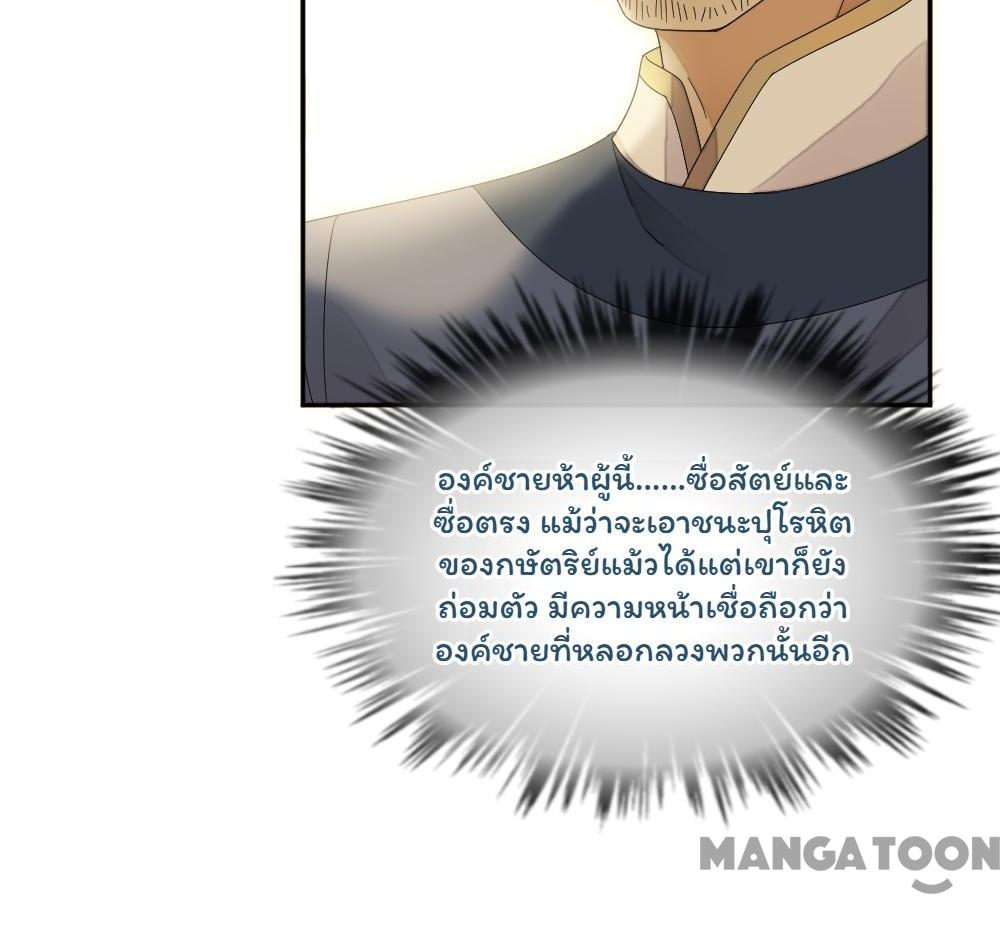 องค์ชายห้าผู้นี้......ซื่อสัตย์และ
ซื่อตรง แม้ว่าจะเอาชนะปุโรหิต
ของกษัตริย์แม้วได้แต่เขาก็ยัง
ถ่อมตัว มีความหน้าเชื่อถือกว่า
องค์ชายที่หลอกลวงพวกนั้นอีก
MANGATOON